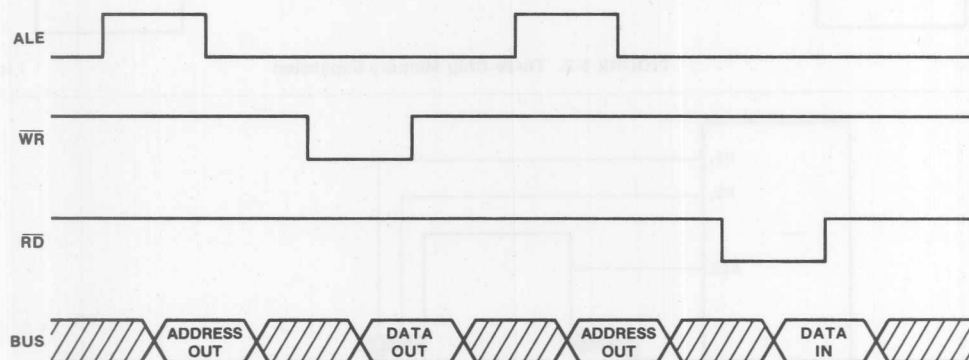 ALE
WR
RD
BUS
ADDRESS OUT
DATA OUT
ADDRESS OUT
DATA IN